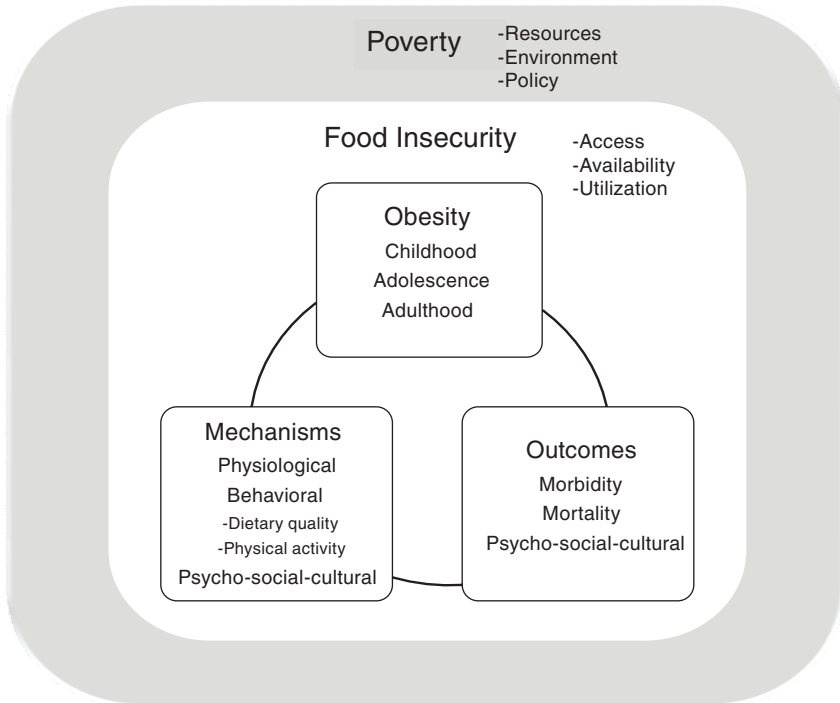 Poverty
-Resources
-Environment
-Policy
Food Insecurity
-Access
-Availability
-Utilization
Obesity
Childhood
Adolescence
Adulthood
Mechanisms
Physiological
Behavioral
-Dietary quality
-Physical activity
Psycho-social-cultural
Outcomes
Morbidity
Mortality
Psycho-social-cultural